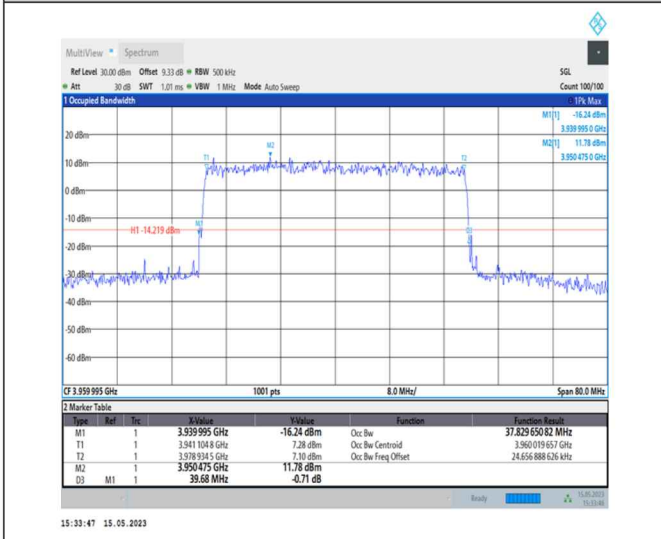 MultiView Spectrum
Ref Level 30.00 dBm Offset 9.33 dB RBW 500 kHz SGL
Att 30 dB SWT 1.01 ms VBW 1 MHz Mode Auto Sweep Count 100/100
1 Occupied Bandwidth 1Pk Max
M1[1] -16.24 dBm
3.939 995 0 GHz
20 dBm
M2[1] 11.78 dBm
3.950 475 0 GHz
M2
T1
T2
10 dBm
0 dBm
-10 dBm
M1
H1 -14.219 dBm
-20 dBm
-30 dBm
-40 dBm
-50 dBm
-60 dBm
CF 3.959 995 GHz 1001 pts 8.0 MHz/ Span 80.0 MHz
2 Marker Table
Type Ref Trc X-Value Y-Value Function Function Result
M1 1 3.939 995 GHz -16.24 dBm Occ Bw 37.829 650 82 MHz
T1 1 3.941 104 8 GHz 7.28 dBm Occ Bw Centroid 3.960 019 657 GHz
T2 1 3.978 934 5 GHz 7.10 dBm Occ Bw Freq Offset 24.656 888 626 kHz
M2 1 3.950 475 GHz 11.78 dBm
D3 M1 1 39.68 MHz -0.71 dB
Ready 15.05.2023
15:33:48
15:33:47 15.05.2023